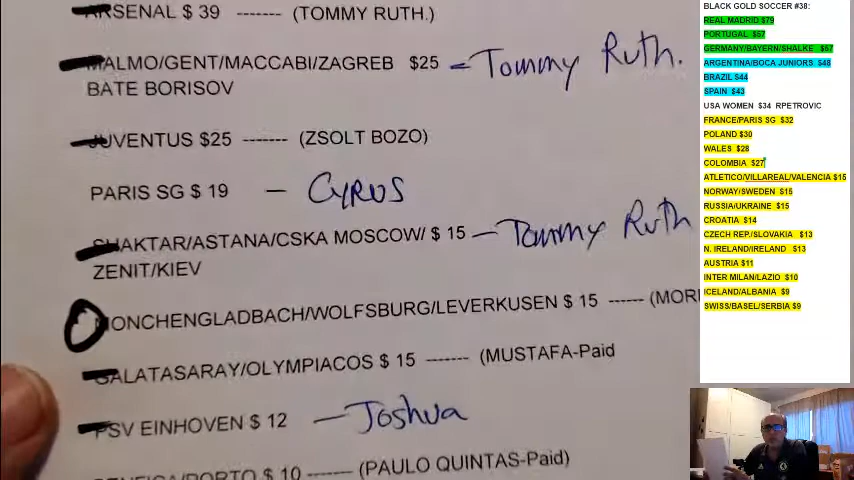 ARSENAL $ 39 ------- (TOMMY RUTH.)
MALMO/GENT/MACCABI/ZAGREB $25 - Tommy Ruth.
BATE BORISOV
JUVENTUS $25 ------- (ZSOLT BOZO)
PARIS SG $ 19 - CYRUS
SHAKTAR/ASTANA/CSKA MOSCOW/ $ 15 - Tommy Ruth
ZENIT/KIEV
MONCHENGLADBACH/WOLFSBURG/LEVERKUSEN $ 15 ------ (MORI
GALATASARAY/OLYMPIACOS $ 15 ------- (MUSTAFA-Paid
PSV EINHOVEN $ 12 - Joshua
BENFICA/PORTO $ 10 -------- (PAULO QUINTAS-Paid)
BLACK GOLD SOCCER #38:
REAL MADRID $79
PORTUGAL $57
GERMANY/BAYERN/SHALKE $57
ARGENTINA/BOCA JUNIORS $48
BRAZIL $44
SPAIN $43
USA WOMEN $34 RPETROVIC
FRANCE/PARIS SG $32
POLAND $30
WALES $28
COLOMBIA $27
ATLETICO/VILLAREAL/VALENCIA $15
NORWAY/SWEDEN $15
RUSSIA/UKRAINE $15
CROATIA $14
CZECH REP./SLOVAKIA $13
N. IRELAND/IRELAND $13
AUSTRIA $11
INTER MILAN/LAZIO $10
ICELAND/ALBANIA $9
SWISS/BASEL/SERBIA $9